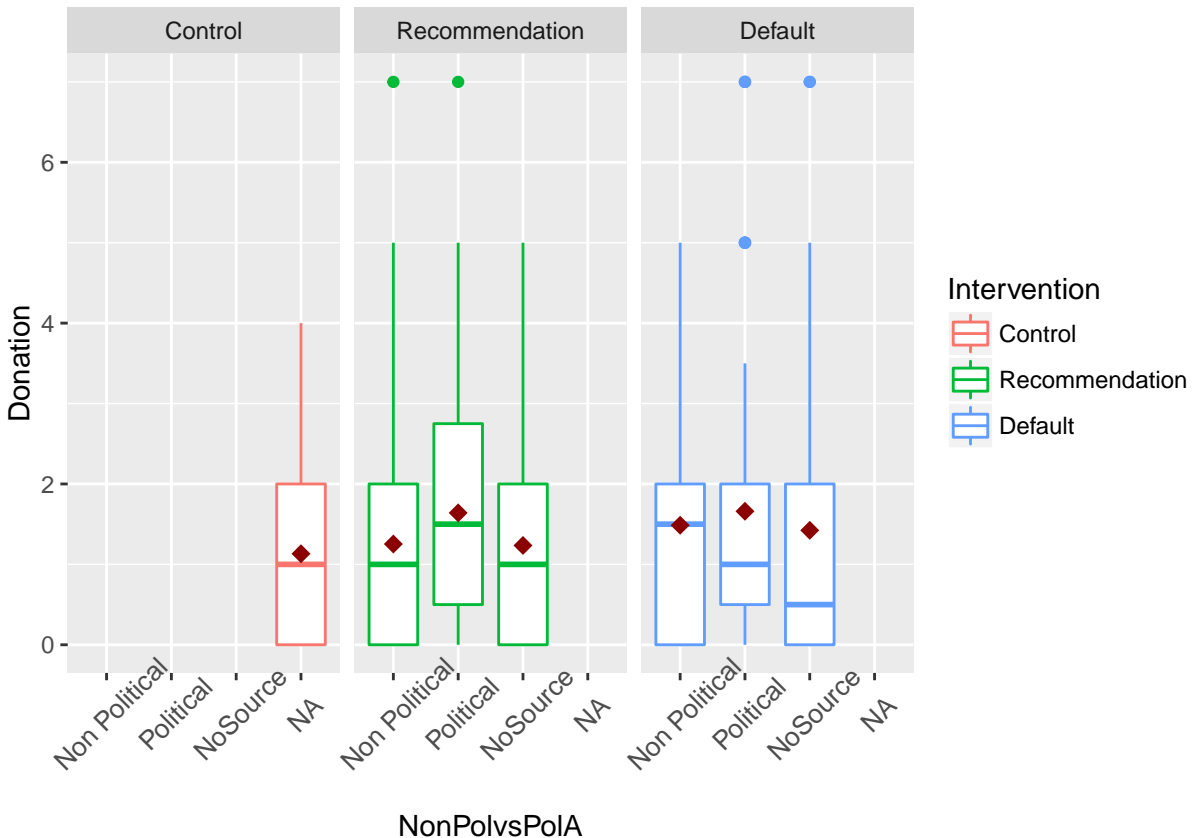 Control
Recommendation
Default
6
4
2
0
Donation
Non Political
Political
NoSource
NA
Non Political
Political
NoSource
NA
Non Political
Political
NoSource
NA
NonPolvsPolA
Intervention
Control
Recommendation
Default